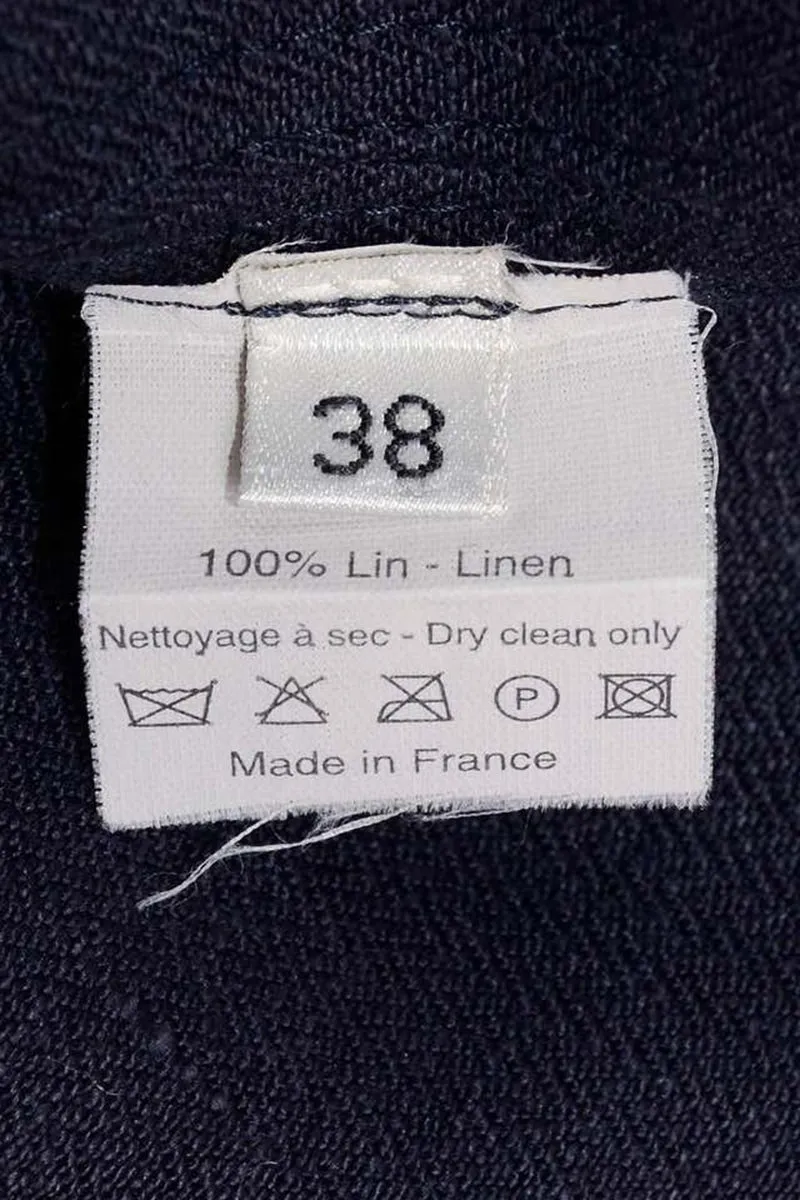 38
100% Lin - Linen
Nettoyage à sec - Dry clean only
P
Made in France